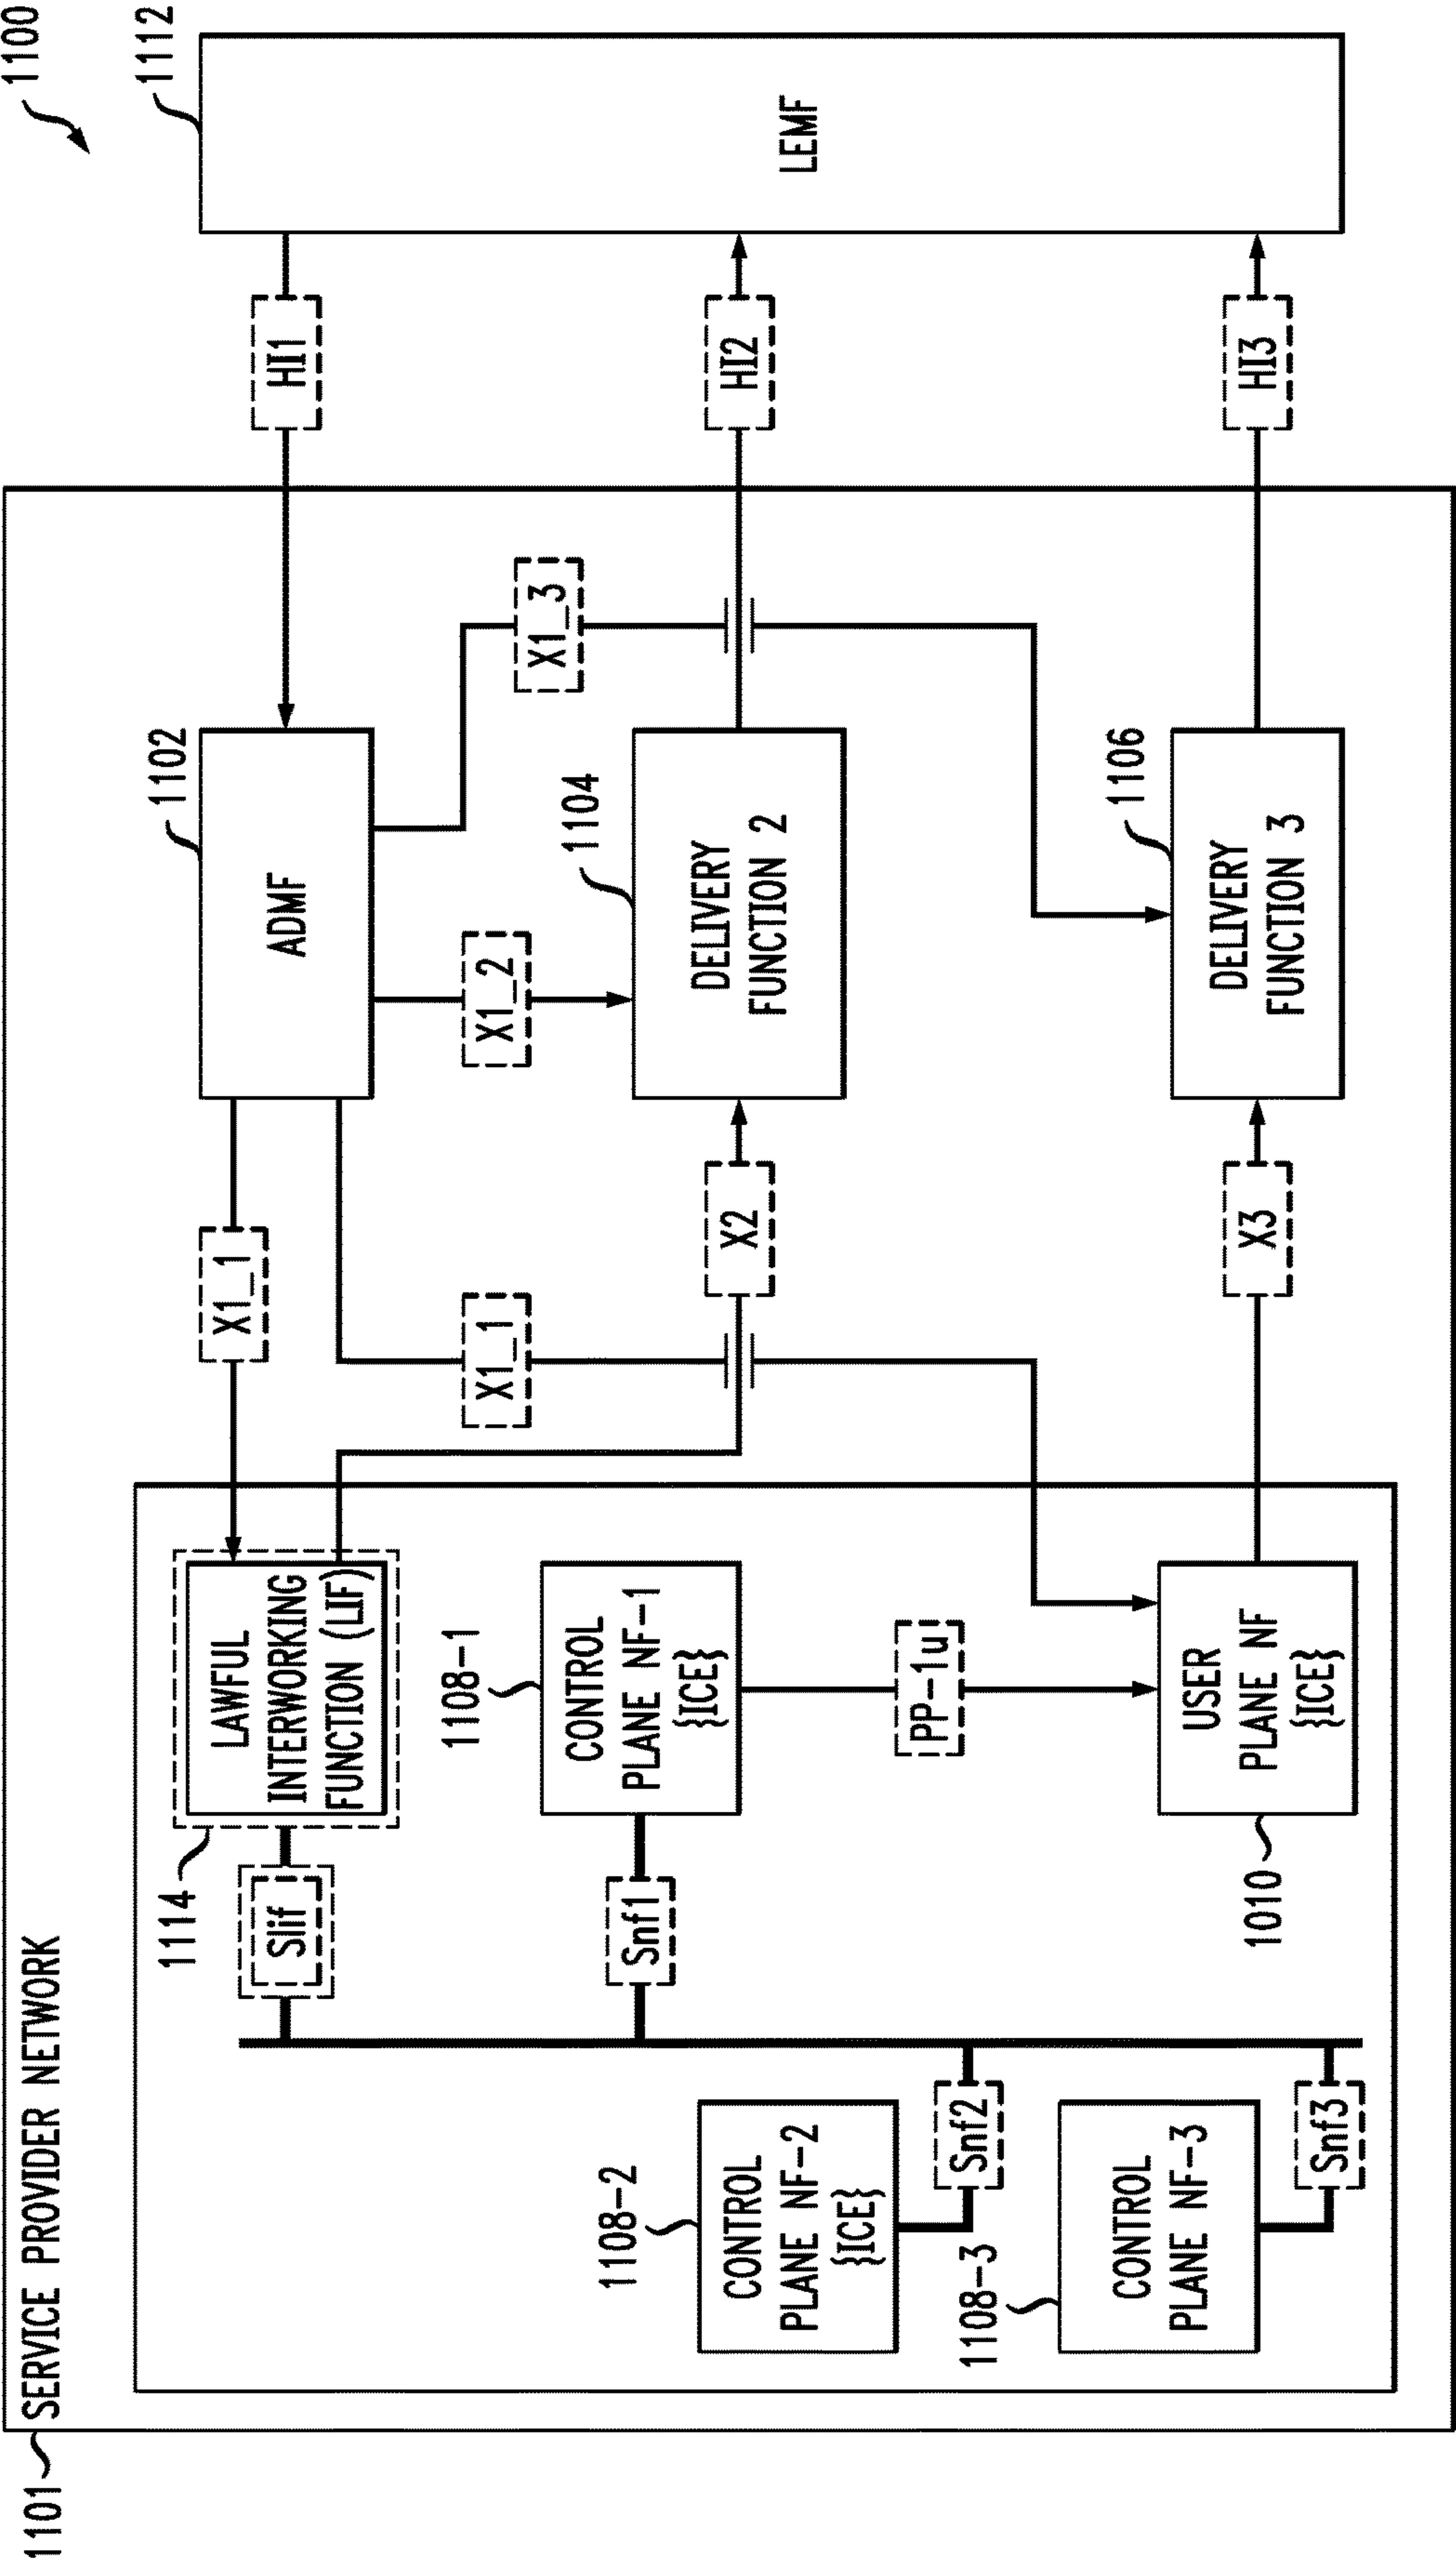 1100
1101
SERVICE PROVIDER NETWORK
1114
LAWFUL
INTERWORKING
FUNCTION (LIF)
X1_1
1102
ADMF
HI1
1112
LEMF
Slif
X1_1
X1_2
X1_3
1108-1
CONTROL
PLANE NF-1
{ICE}
Snf1
1108-2
CONTROL
PLANE NF-2
{ICE}
Snf2
X2
1104
DELIVERY
FUNCTION 2
HI2
PP-1u
1108-3
CONTROL
PLANE NF-3
Snf3
1010
USER
PLANE NF
{ICE}
X3
1106
DELIVERY
FUNCTION 3
HI3